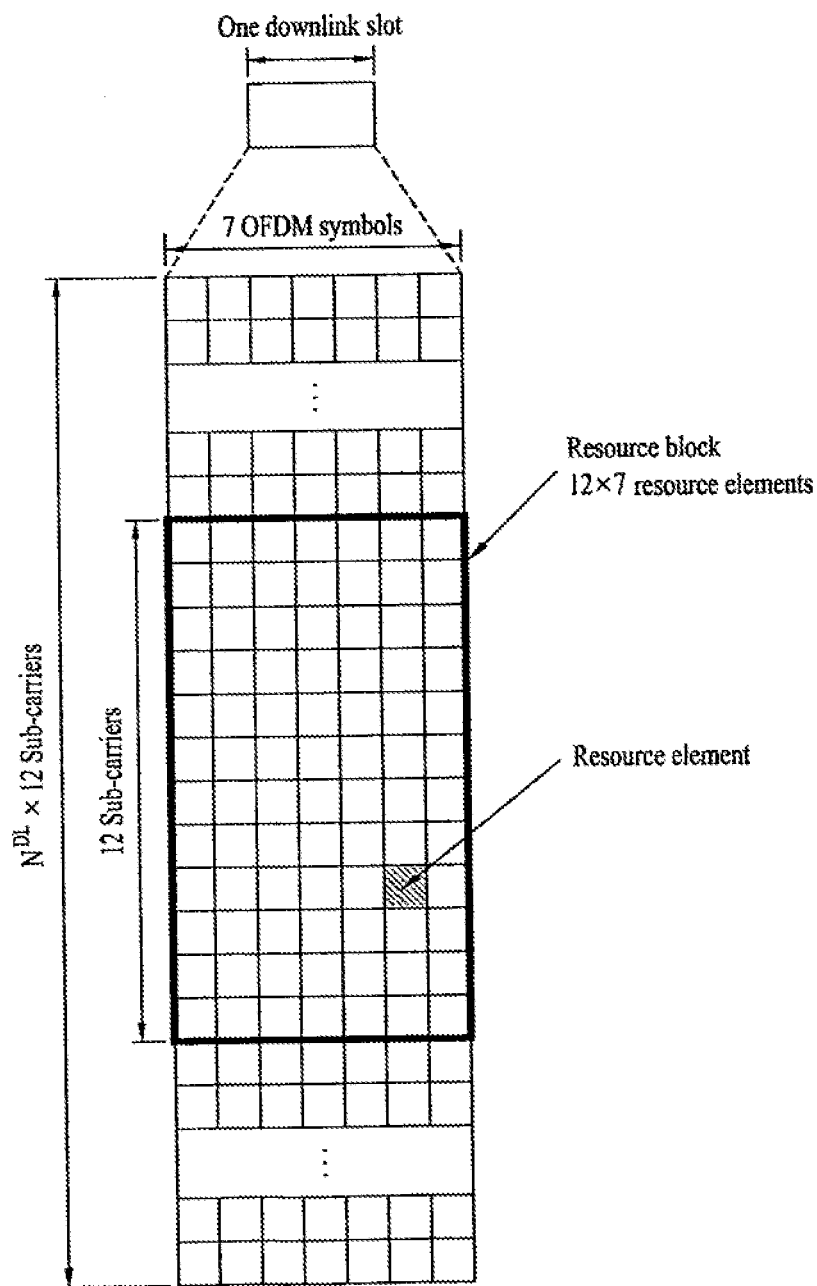 One downlink slot
7 OFDM symbols
Resource block
12×7 resource elements
N^DL × 12 Sub-carriers
12 Sub-carriers
Resource element